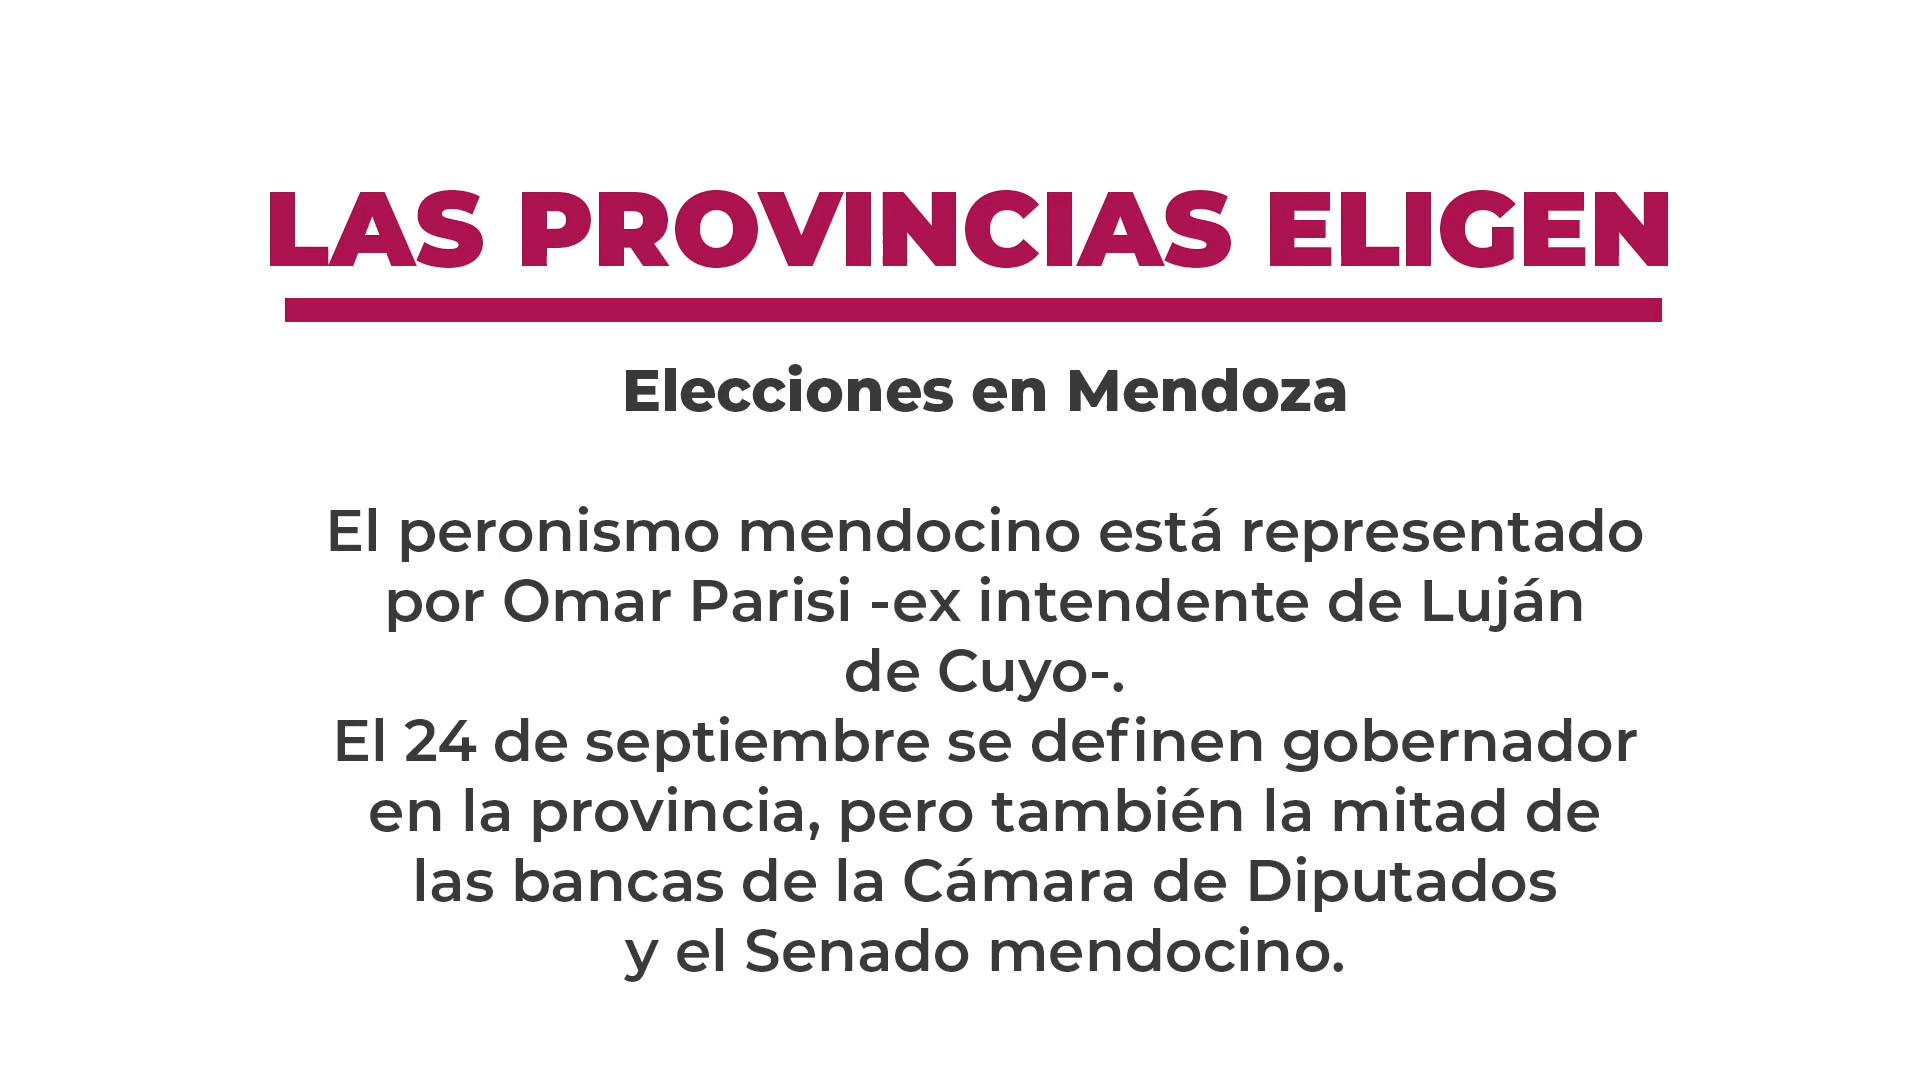 LAS PROVINCIAS ELIGEN
Elecciones en Mendoza
El peronismo mendocino está representado
por Omar Parisi -ex intendente de Luján
de Cuyo-.
El 24 de septiembre se definen gobernador
en la provincia, pero también la mitad de
las bancas de la Cámara de Diputados
y el Senado mendocino.